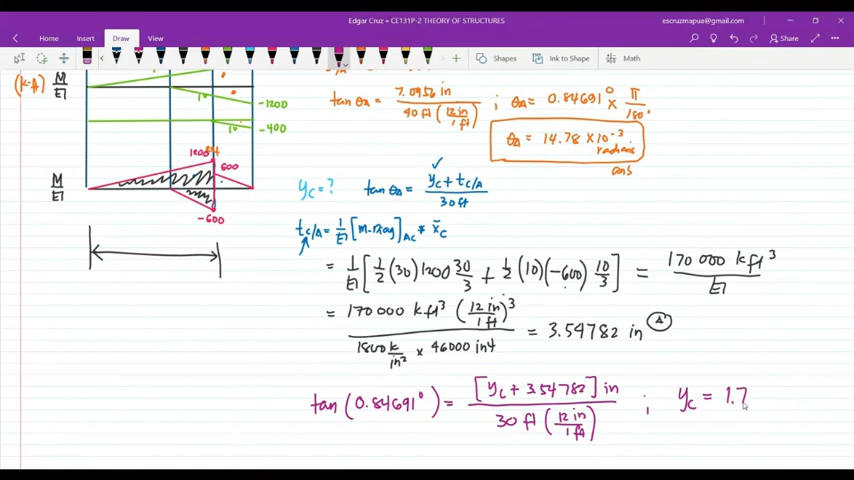 Edgar Cruz • CE131P-2 THEORY OF STRUCTURES
escruzmapua@gmail.com
Home Insert Draw View Share
Shapes Ink to Shape Math
(k-ft) M/EI
10 -1200
10 -400
tan θA = 7.0956 in / 40 ft (12 in / 1 ft) ; θA = 0.84691° × π / 180°
θA = 14.78 × 10⁻³ radians
ans
M/EI
1200 600
-600
yc = ? tan θA = yc + tC/A / 30 ft
tC/A = 1/EI [m-diag]AC * x̄C
= 1/EI [ 1/2 (30) 1200 30/3 + 1/2 (10)(-600) 10/3 ] = 170 000 k ft³ / EI
= 170 000 k ft³ (12 in / 1 ft)³ / 1800 k/in² × 46000 in⁴ = 3.54782 in
tan (0.84691°) = [yc + 3.54782] in / 30 ft (12 in / 1 ft) ; yc = 1.7